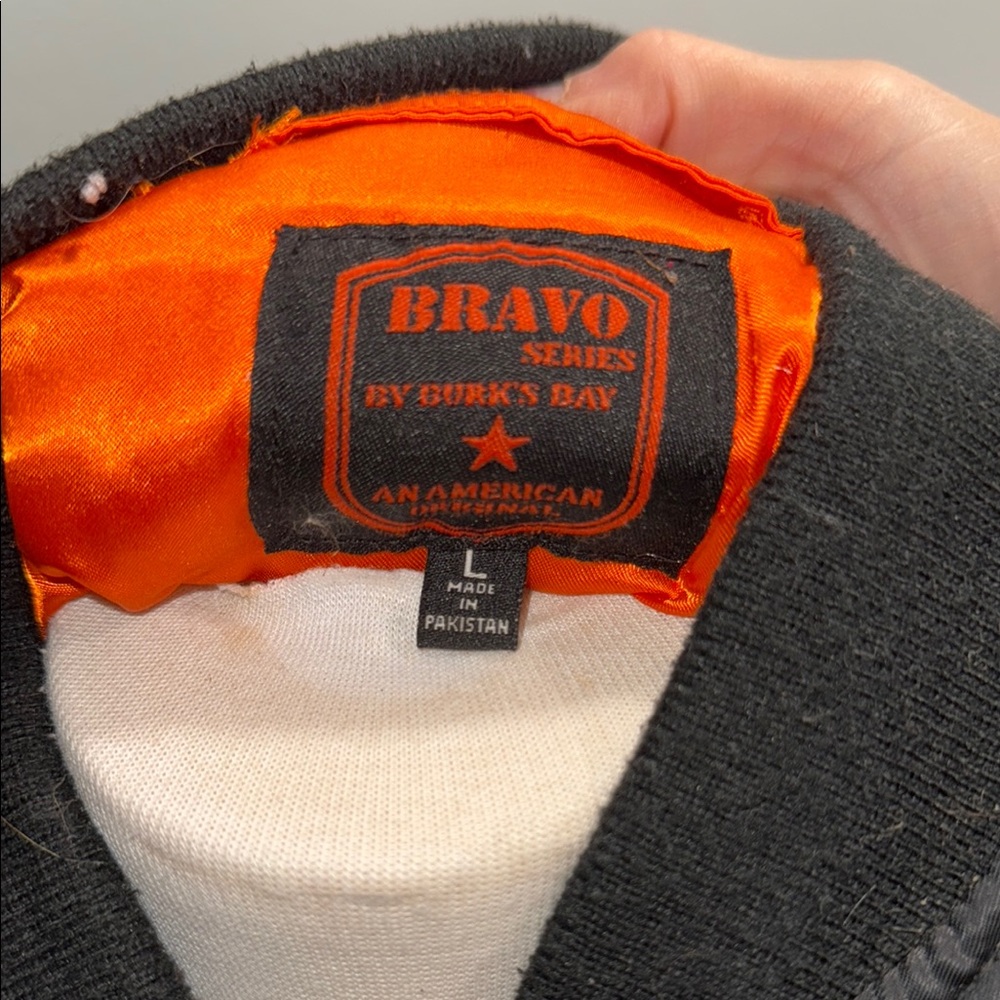 BRAVO
SERIES
BY BURK'S BAY
AN AMERICAN
ORIGINAL
L
MADE
IN
PAKISTAN